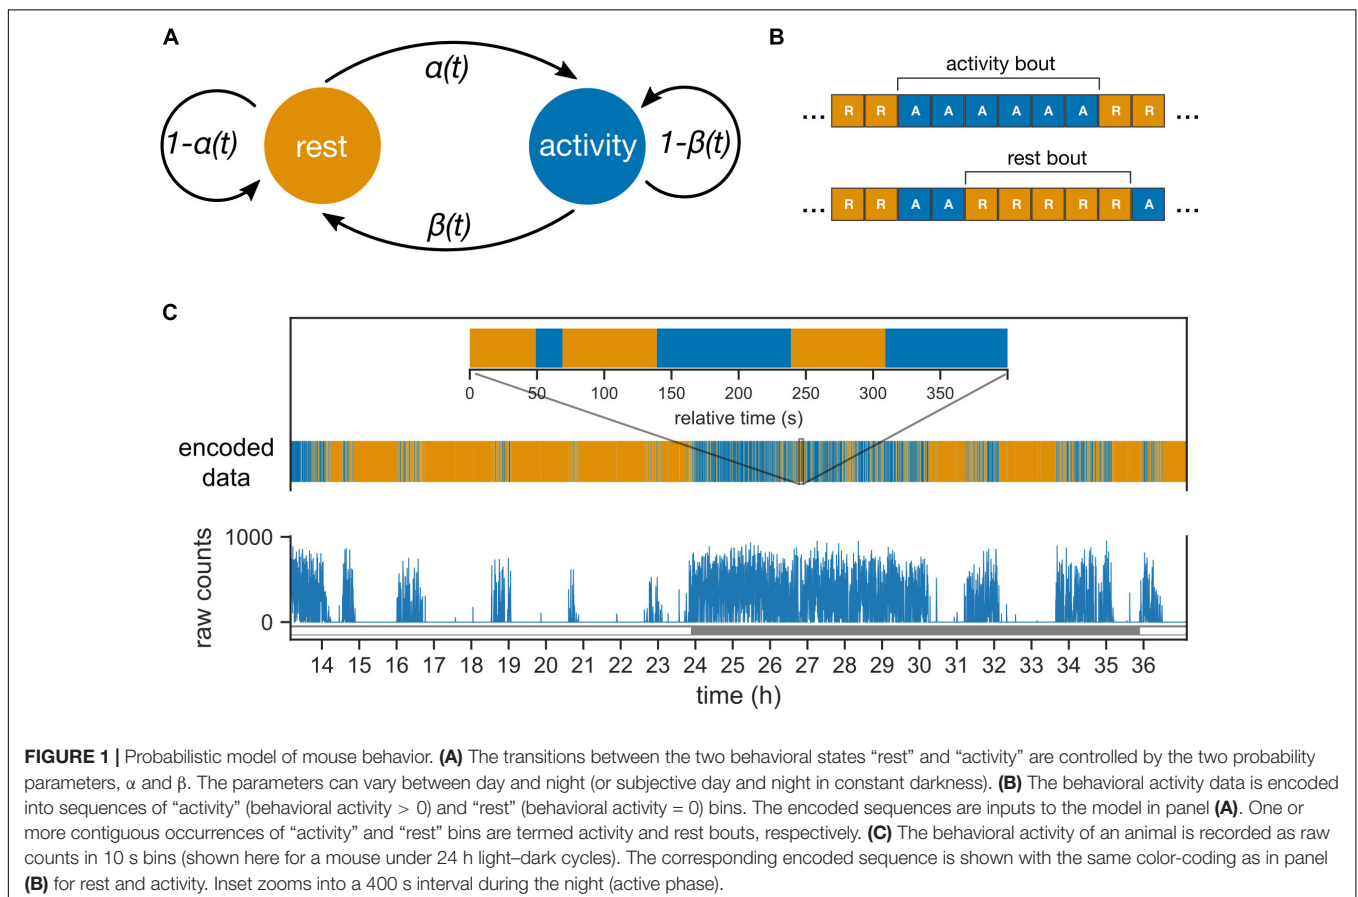 A
α(t)
1-α(t)
rest
activity
1-β(t)
β(t)
B
activity bout
... R R A A A A A A R R ...
rest bout
... R R A A R R R R R A ...
C
0 50 100 150 200 250 300 350
relative time (s)
encoded
data
raw counts
1000
0
14 15 16 17 18 19 20 21 22 23 24 25 26 27 28 29 30 31 32 33 34 35 36
time (h)
FIGURE 1 | Probabilistic model of mouse behavior. (A) The transitions between the two behavioral states “rest” and “activity” are controlled by the two probability
parameters, α and β. The parameters can vary between day and night (or subjective day and night in constant darkness). (B) The behavioral activity data is encoded
into sequences of “activity” (behavioral activity > 0) and “rest” (behavioral activity = 0) bins. The encoded sequences are inputs to the model in panel (A). One or
more contiguous occurrences of “activity” and “rest” bins are termed activity and rest bouts, respectively. (C) The behavioral activity of an animal is recorded as raw
counts in 10 s bins (shown here for a mouse under 24 h light–dark cycles). The corresponding encoded sequence is shown with the same color-coding as in panel
(B) for rest and activity. Inset zooms into a 400 s interval during the night (active phase).